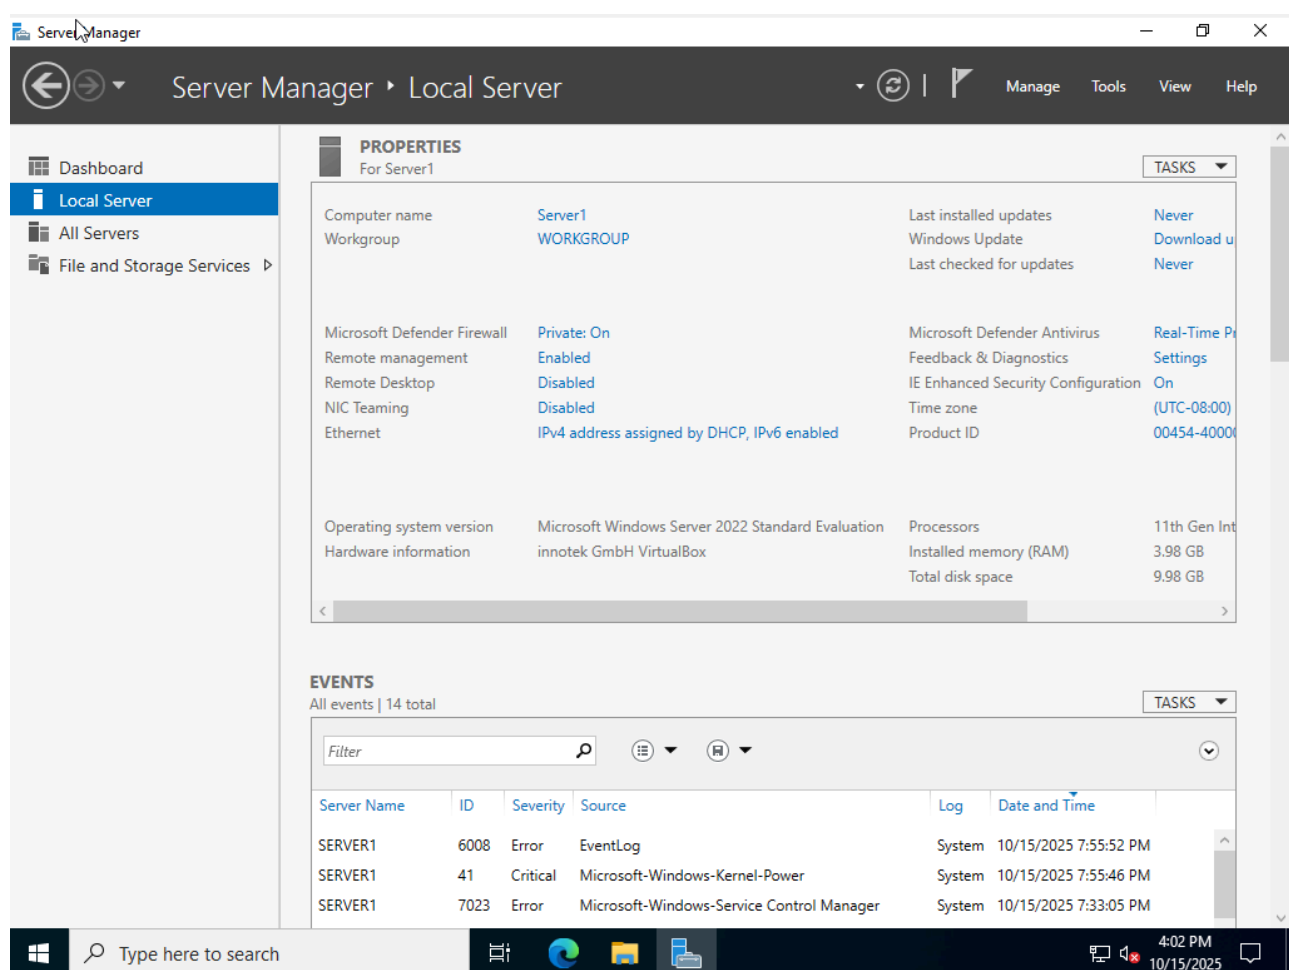 Server Manager
Server Manager ‣ Local Server
Manage Tools View Help
Dashboard
Local Server
All Servers
File and Storage Services
PROPERTIES
For Server1
TASKS
Computer name Server1 Last installed updates Never
Workgroup WORKGROUP Windows Update Download u
Last checked for updates Never
Microsoft Defender Firewall Private: On Microsoft Defender Antivirus Real-Time Pr
Remote management Enabled Feedback & Diagnostics Settings
Remote Desktop Disabled IE Enhanced Security Configuration On
NIC Teaming Disabled Time zone (UTC-08:00)
Ethernet IPv4 address assigned by DHCP, IPv6 enabled Product ID 00454-40000
Operating system version Microsoft Windows Server 2022 Standard Evaluation Processors 11th Gen Int
Hardware information innotek GmbH VirtualBox Installed memory (RAM) 3.98 GB
Total disk space 9.98 GB
EVENTS
All events | 14 total
TASKS
Filter
Server Name ID Severity Source Log Date and Time
SERVER1 6008 Error EventLog System 10/15/2025 7:55:52 PM
SERVER1 41 Critical Microsoft-Windows-Kernel-Power System 10/15/2025 7:55:46 PM
SERVER1 7023 Error Microsoft-Windows-Service Control Manager System 10/15/2025 7:33:05 PM
Type here to search
4:02 PM
10/15/2025